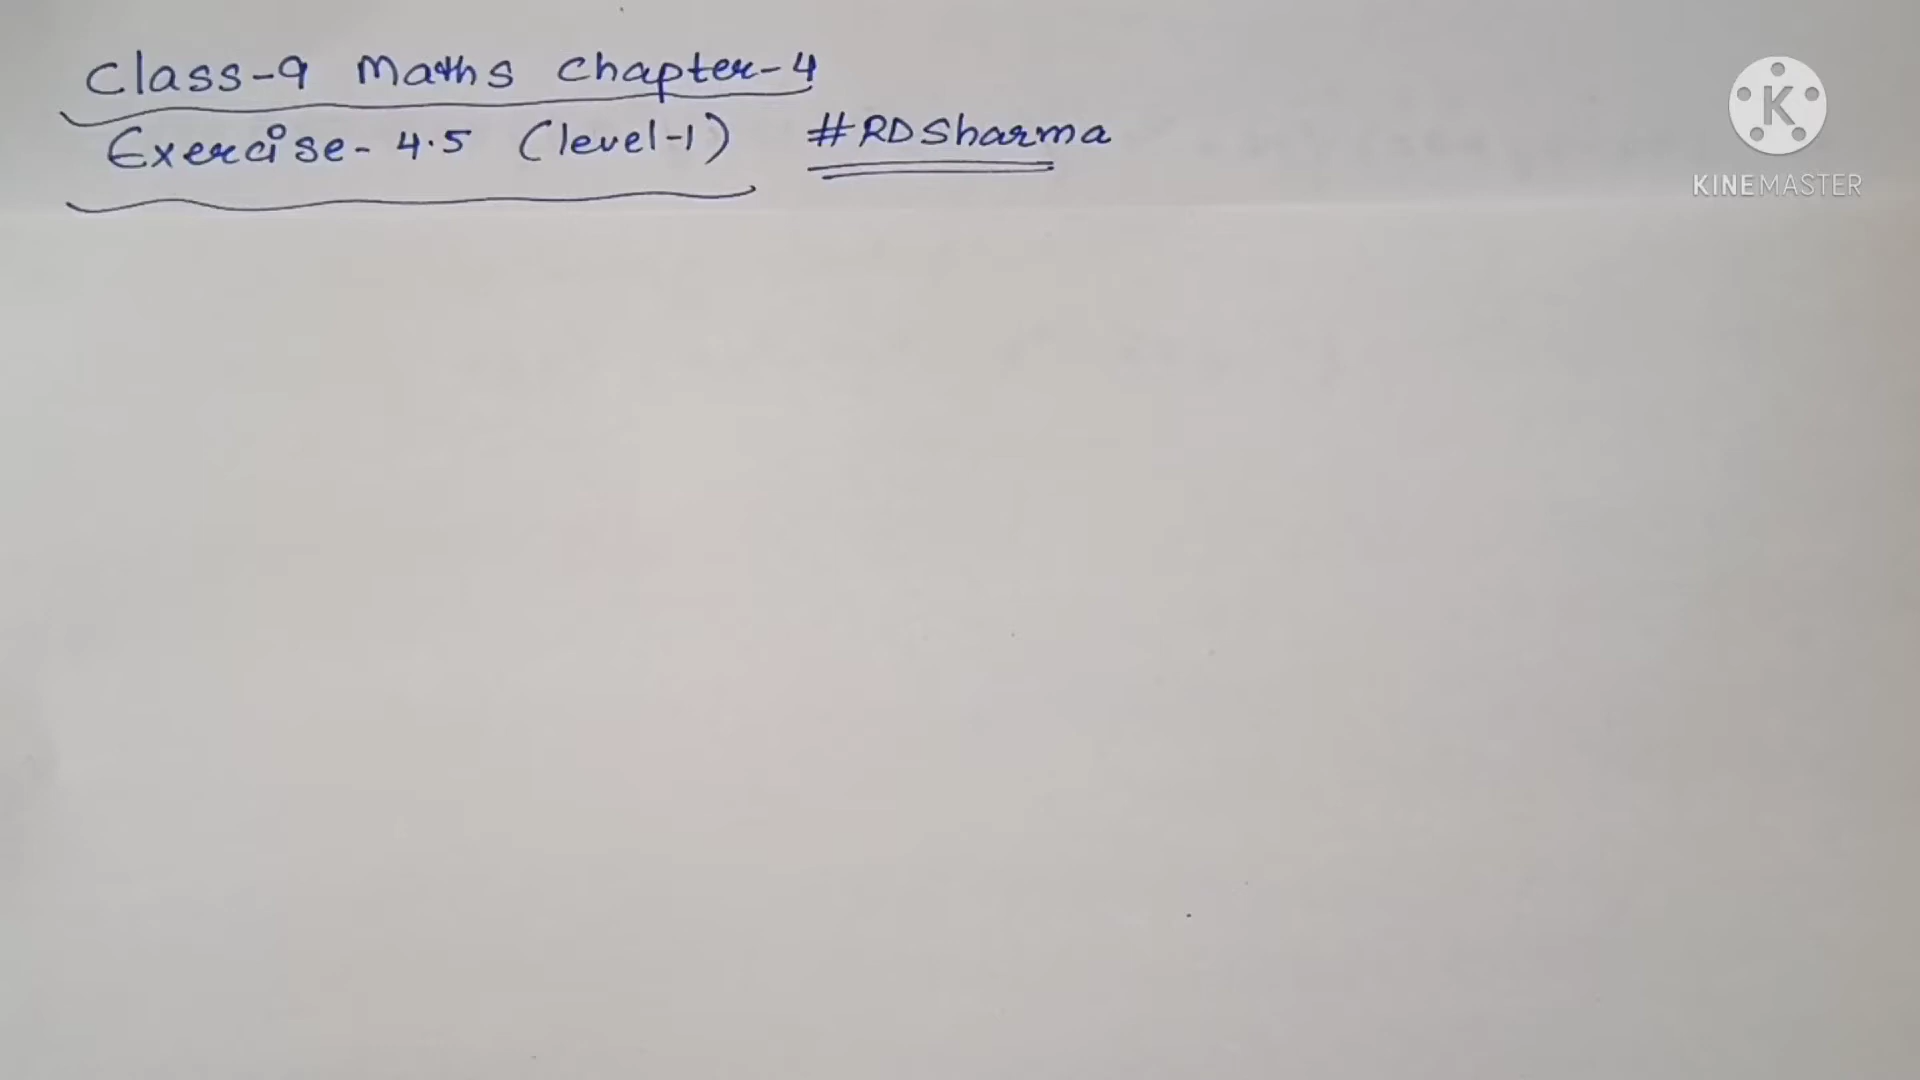 Class-9 Maths Chapter-4
Exercise-4.5 (level-1) #RDSharma
K
KINEMASTER